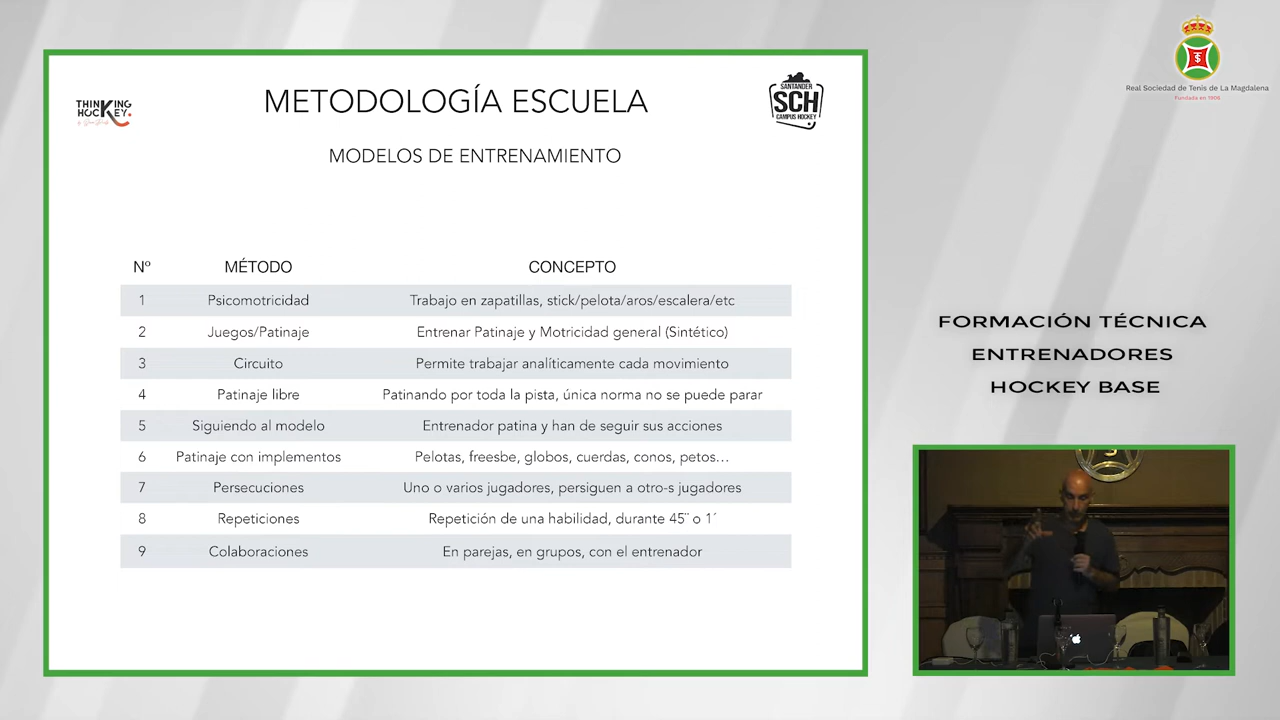 THINKING
HOCKEY.
METODOLOGÍA ESCUELA
SANTANDER
SCH
CAMPUS HOCKEY
MODELOS DE ENTRENAMIENTO
Nº MÉTODO CONCEPTO
1 Psicomotricidad Trabajo en zapatillas, stick/pelota/aros/escalera/etc
2 Juegos/Patinaje Entrenar Patinaje y Motricidad general (Sintético)
3 Circuito Permite trabajar analíticamente cada movimiento
4 Patinaje libre Patinando por toda la pista, única norma no se puede parar
5 Siguiendo al modelo Entrenador patina y han de seguir sus acciones
6 Patinaje con implementos Pelotas, freesbe, globos, cuerdas, conos, petos...
7 Persecuciones Uno o varios jugadores, persiguen a otro-s jugadores
8 Repeticiones Repetición de una habilidad, durante 45¨ o 1´
9 Colaboraciones En parejas, en grupos, con el entrenador
Real Sociedad de Tenis de La Magdalena
Fundada en 1906
FORMACIÓN TÉCNICA
ENTRENADORES
HOCKEY BASE